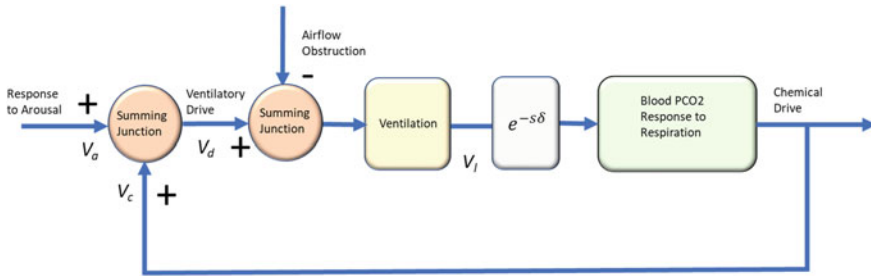 Airflow
Obstruction
-
Response
to Arousal
+
Summing
Junction
Ventilatory
Drive
Summing
Junction
Ventilation
e^{-sδ}
Blood PCO2
Response to
Respiration
Chemical
Drive
V_a
V_d
+
V_I
V_c
+